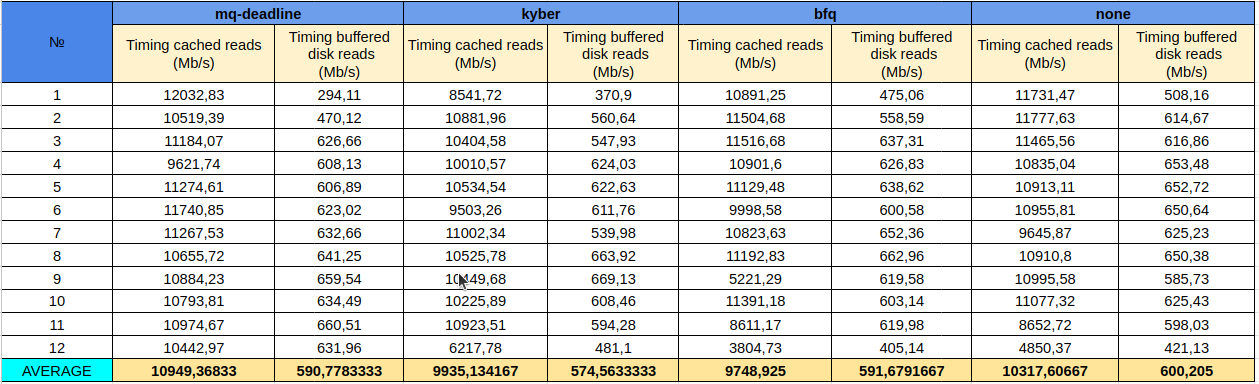 № mq-deadline kyber bfq none
Timing cached reads (Mb/s) Timing buffered disk reads (Mb/s) Timing cached reads (Mb/s) Timing buffered disk reads (Mb/s) Timing cached reads (Mb/s) Timing buffered disk reads (Mb/s) Timing cached reads (Mb/s) Timing buffered disk reads (Mb/s)
1 12032,83 294,11 8541,72 370,9 10891,25 475,06 11731,47 508,16
2 10519,39 470,12 10881,96 560,64 11504,68 558,59 11777,63 614,67
3 11184,07 626,66 10404,58 547,93 11516,68 637,31 11465,56 616,86
4 9621,74 608,13 10010,57 624,03 10901,6 626,83 10835,04 653,48
5 11274,61 606,89 10534,54 622,63 11129,48 638,62 10913,11 652,72
6 11740,85 623,02 9503,26 611,76 9998,58 600,58 10955,81 650,64
7 11267,53 632,66 11002,34 539,98 10823,63 652,36 9645,87 625,23
8 10655,72 641,25 10525,78 663,92 11192,83 662,96 10910,8 650,38
9 10884,23 659,54 669,13 5221,29 619,58 10995,58 585,73
10 10793,81 634,49 10225,89 608,46 11391,18 603,14 11077,32 625,43
11 10974,67 660,51 10923,51 594,28 8611,17 619,98 8652,72 598,03
12 10442,97 631,96 6217,78 481,1 3804,73 405,14 4850,37 421,13
AVERAGE 10949,36833 590,7783333 9935,134167 574,5633333 9748,925 591,6791667 10317,60667 600,205